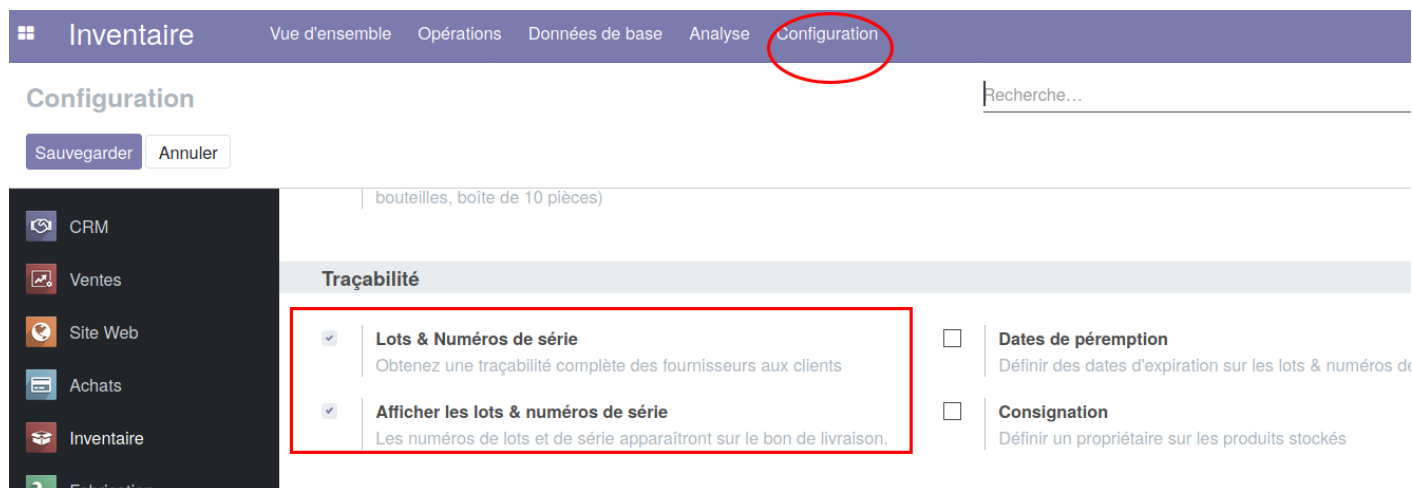 Inventaire Vue d'ensemble Opérations Données de base Analyse Configuration
Configuration
Recherche…
Sauvegarder Annuler
bouteilles, boîte de 10 pièces)
CRM
Ventes
Site Web
Achats
Inventaire
Traçabilité
Lots & Numéros de série
Obtenez une traçabilité complète des fournisseurs aux clients
Dates de péremption
Définir des dates d'expiration sur les lots & numéros de
Afficher les lots & numéros de série
Les numéros de lots et de série apparaîtront sur le bon de livraison.
Consignation
Définir un propriétaire sur les produits stockés